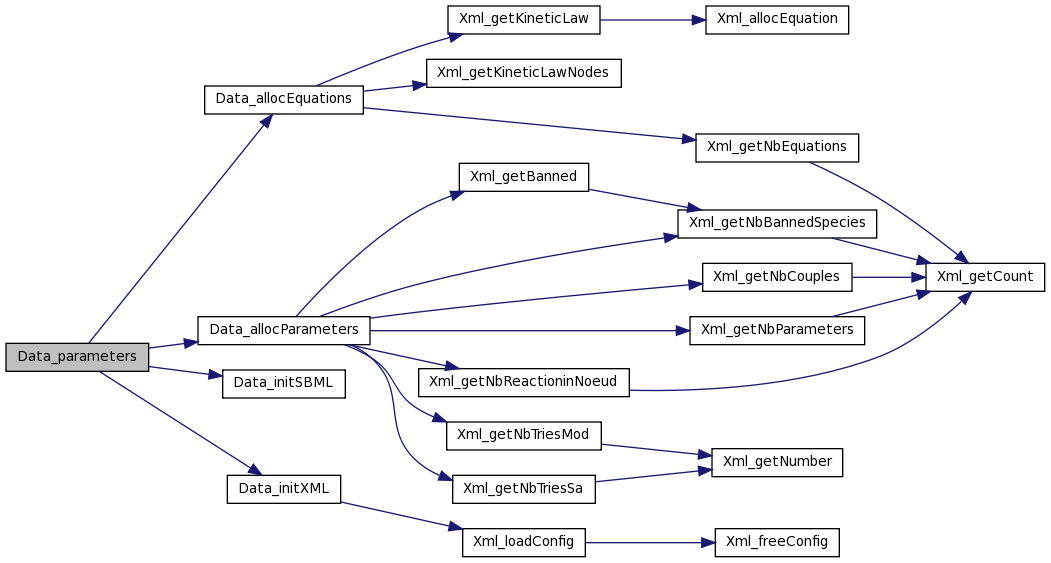 Xml_getKineticLaw
Xml_allocEquation
Xml_getKineticLawNodes
Data_allocEquations
Xml_getNbEquations
Xml_getBanned
Xml_getNbBannedSpecies
Xml_getNbCouples
Xml_getCount
Data_allocParameters
Xml_getNbParameters
Data_parameters
Data_initSBML
Xml_getNbReactioninNoeud
Xml_getNbTriesMod
Xml_getNumber
Data_initXML
Xml_getNbTriesSa
Xml_loadConfig
Xml_freeConfig